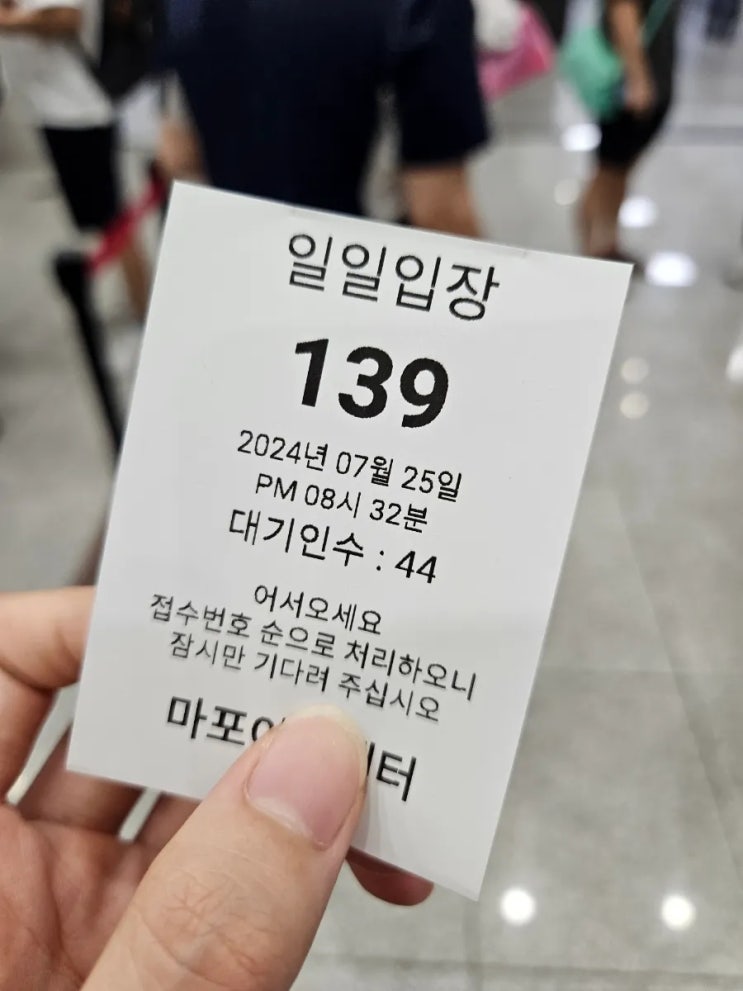 일일입장
139
2024년 07월 25일
PM 08시 32분
대기인수 : 44
어서오세요
접수번호 순으로 처리하오니
잠시만 기다려 주십시오